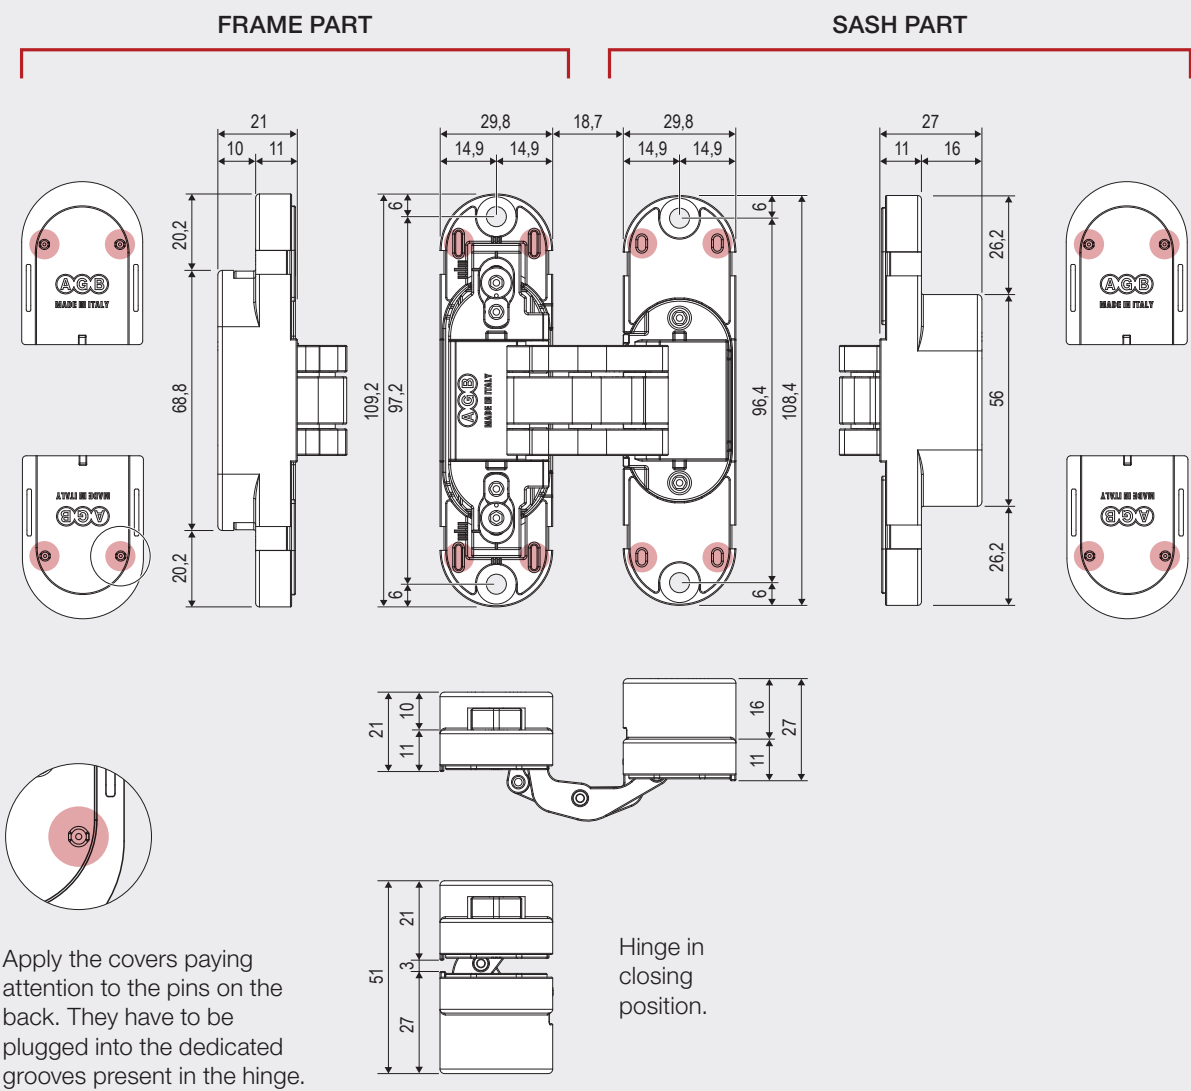 FRAME PART
SASH PART
21
10
11
29,8
18,7
29,8
14,9
14,9
14,9
14,9
27
11
16
20,2
68,8
20,2
6
109,2
97,2
6
6
96,4
108,4
6
26,2
56
26,2
AGB
MADE IN ITALY
AGB
MADE IN ITALY
AGB
MADE IN ITALY
MADE IN ITALY
AGB
MADE IN ITALY
AGB
21
10
11
16
11
27
51
21
3
27
Hinge in
closing
position.
Apply the covers paying
attention to the pins on the
back. They have to be
plugged into the dedicated
grooves present in the hinge.